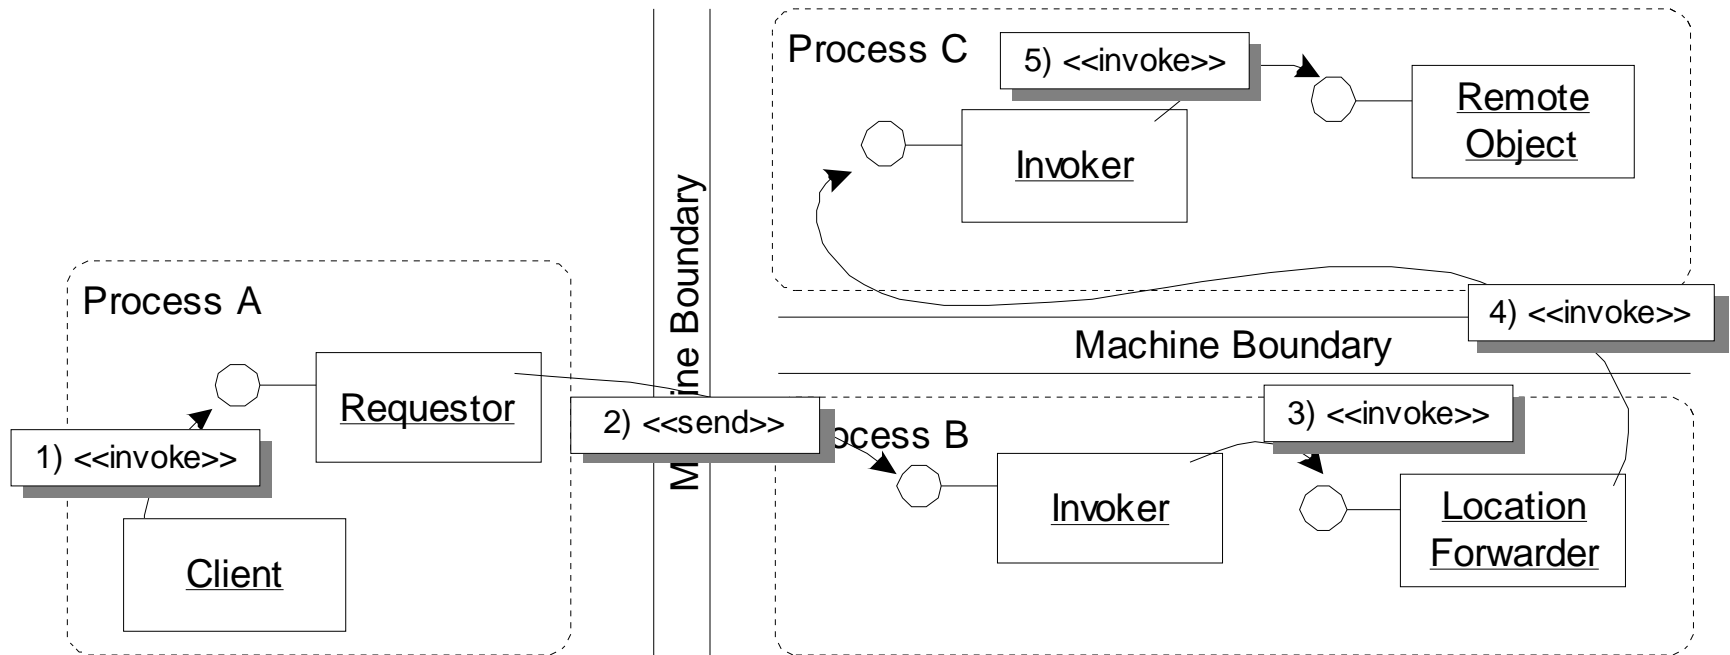 Process C
5) <<invoke>>
Remote
Object
Invoker
Machine Boundary
Process A
4) <<invoke>>
Machine Boundary
Requestor
2) <<send>>
3) <<invoke>>
ocess B
1) <<invoke>>
Invoker
Location
Forwarder
Client